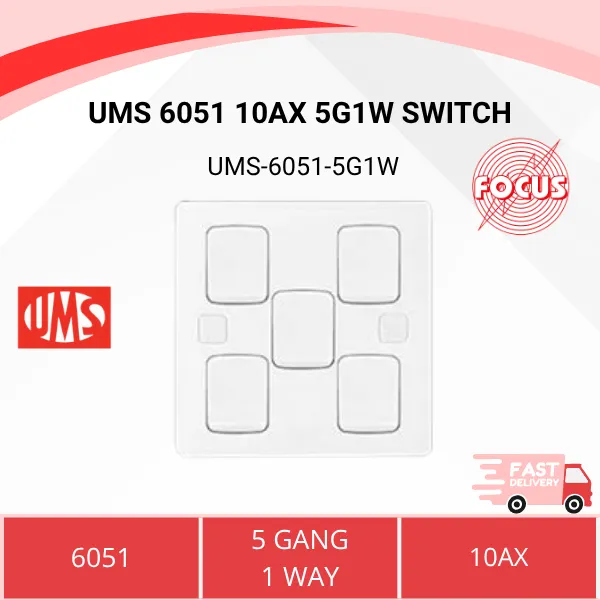 UMS 6051 10AX 5G1W SWITCH
UMS-6051-5G1W
FOCUS
UMS
FAST
DELIVERY
6051
5 GANG
1 WAY
10AX